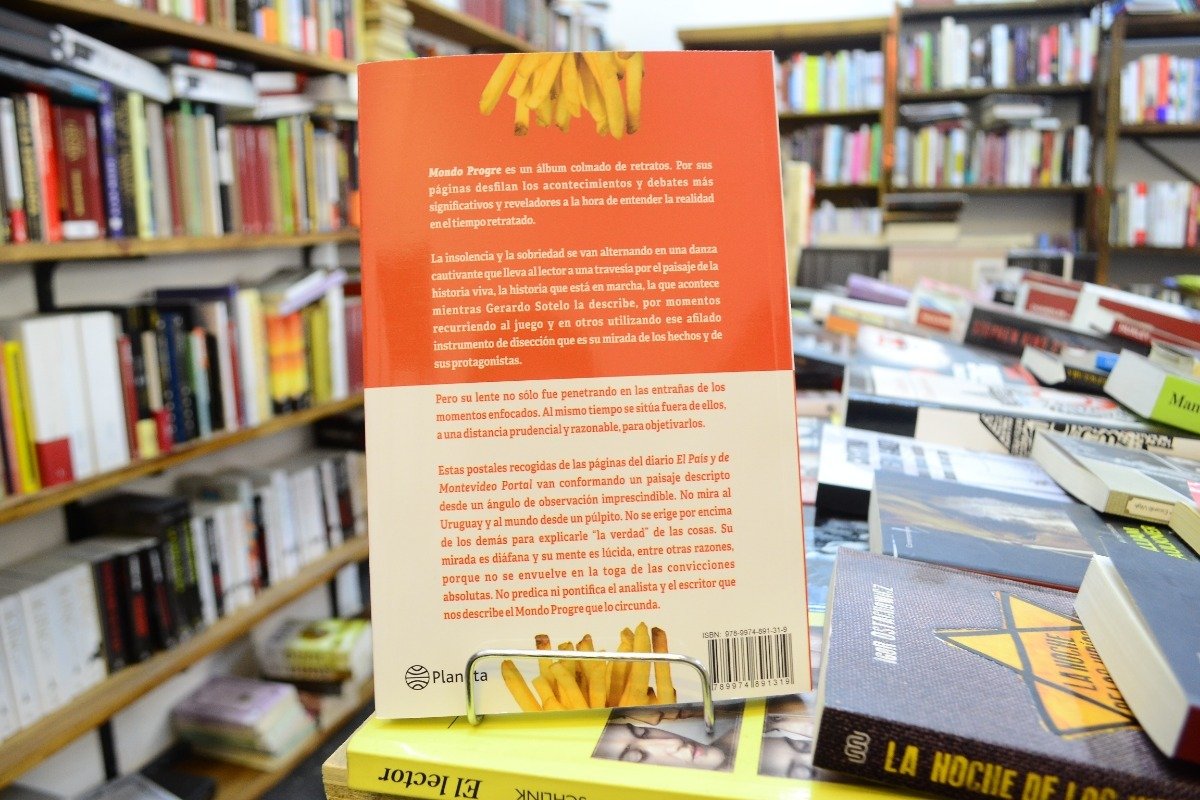 Mondo Progre es un álbum colmado de retratos. Por sus
páginas desfilan los acontecimientos y debates más
significativos y reveladores a la hora de entender la realidad
en el tiempo retratado.
La insolencia y la sobriedad se van alternando en una danza
cautivante que lleva al lector a una travesía por el paisaje de la
historia viva, la historia que está en marcha, la que acontece
mientras Gerardo Sotelo la describe, por momentos
recurriendo al juego y en otros utilizando ese afilado
instrumento de disección que es su mirada de los hechos y de
sus protagonistas.
Pero su lente no sólo fue penetrando en las entrañas de los
momentos enfocados. Al mismo tiempo se sitúa fuera de ellos,
a una distancia prudencial y razonable, para objetivarlos.
Estas postales recogidas de las páginas del diario El País y de
Montevideo Portal van conformando un paisaje descripto
desde un ángulo de observación imprescindible. No mira al
Uruguay y al mundo desde un púlpito. No se erige por encima
de los demás para explicarle “la verdad” de las cosas. Su
mirada es diáfana y su mente es lúcida, entre otras razones,
porque no se envuelve en la toga de las convicciones
absolutas. No predica ni pontifica el analista y el escritor que
nos describe el Mondo Progre que lo circunda.
ISBN: 978-9974-691-31-9
9789974691319
Planeta
El lector
SCHLINK
LA NOCHE DE LOS
LA NOCHE
STEPHEN KING